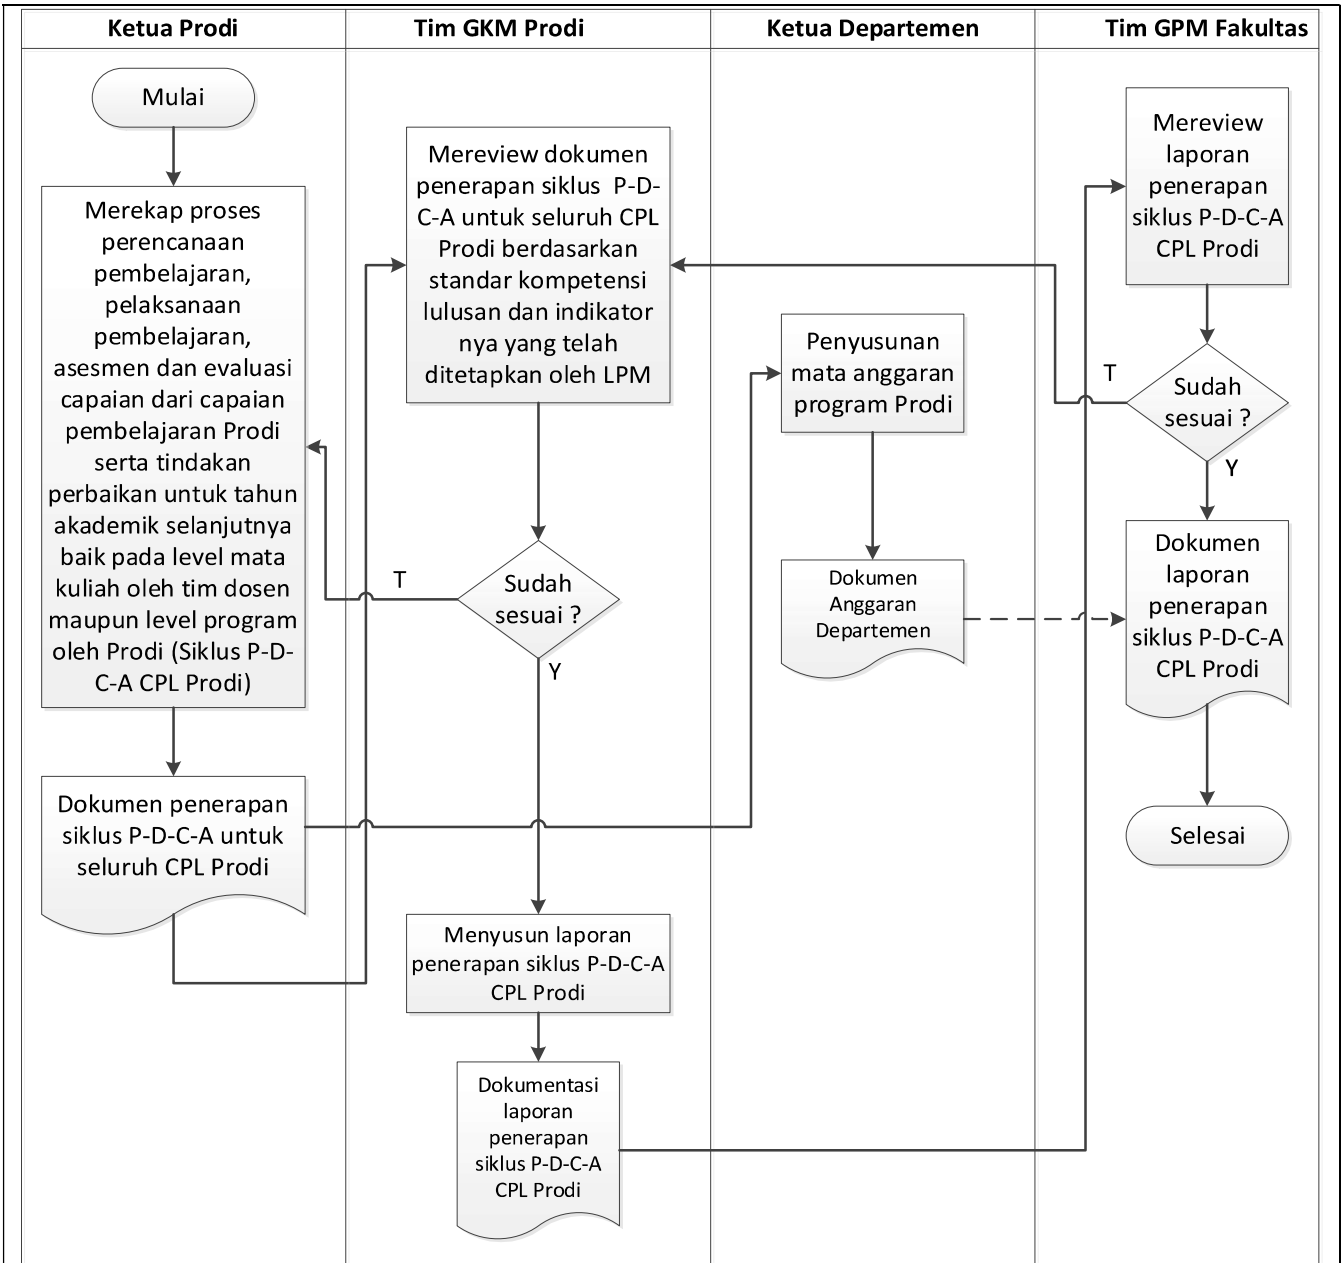 Ketua Prodi
Tim GKM Prodi
Ketua Departemen
Tim GPM Fakultas
Mulai
Merekap proses
perencanaan
pembelajaran,
pelaksanaan
pembelajaran,
asesmen dan evaluasi
capaian dari capaian
pembelajaran Prodi
serta tindakan
perbaikan untuk tahun
akademik selanjutnya
baik pada level mata
kuliah oleh tim dosen
maupun level program
oleh Prodi (Siklus P-D-
C-A CPL Prodi)
Dokumen penerapan
siklus P-D-C-A untuk
seluruh CPL Prodi
Mereview dokumen
penerapan siklus P-D-
C-A untuk seluruh CPL
Prodi berdasarkan
standar kompetensi
lulusan dan indikator
nya yang telah
ditetapkan oleh LPM
T
Sudah
sesuai ?
Y
Menyusun laporan
penerapan siklus P-D-C-A
CPL Prodi
Dokumentasi
laporan
penerapan
siklus P-D-C-A
CPL Prodi
Penyusunan
mata anggaran
program Prodi
Dokumen
Anggaran
Departemen
Mereview
laporan
penerapan
siklus P-D-C-A
CPL Prodi
T
Sudah
sesuai ?
Y
Dokumen
laporan
penerapan
siklus P-D-C-A
CPL Prodi
Selesai